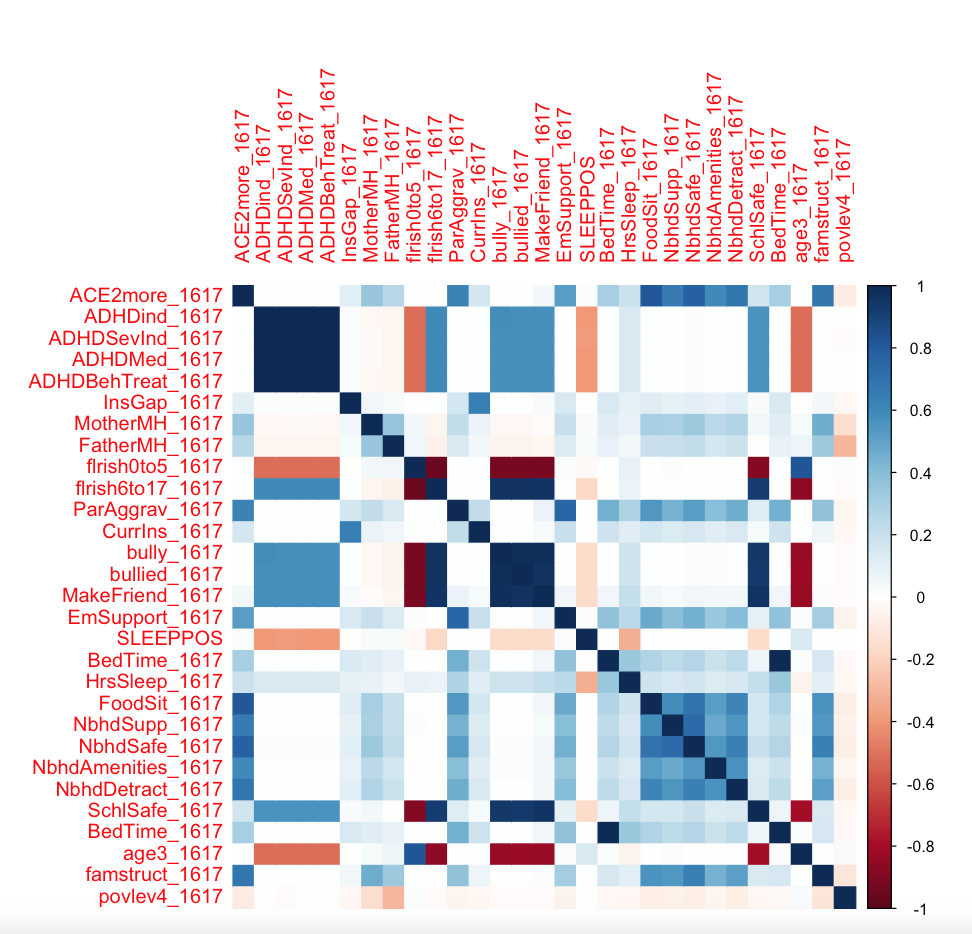 ACE2more_1617
ADHDind_1617
ADHDSevInd_1617
ADHDMed_1617
ADHDBehTreat_1617
InsGap_1617
MotherMH_1617
FatherMH_1617
flrish0to5_1617
flrish6to17_1617
ParAggrav_1617
CurrIns_1617
bully_1617
bullied_1617
MakeFriend_1617
EmSupport_1617
SLEEPPOS
BedTime_1617
HrsSleep_1617
FoodSit_1617
NbhdSupp_1617
NbhdSafe_1617
NbhdAmenities_1617
NbhdDetract_1617
SchlSafe_1617
BedTime_1617
age3_1617
famstruct_1617
povlev4_1617
ACE2more_1617
ADHDind_1617
ADHDSevInd_1617
ADHDMed_1617
ADHDBehTreat_1617
InsGap_1617
MotherMH_1617
FatherMH_1617
flrish0to5_1617
flrish6to17_1617
ParAggrav_1617
CurrIns_1617
bully_1617
bullied_1617
MakeFriend_1617
EmSupport_1617
SLEEPPOS
BedTime_1617
HrsSleep_1617
FoodSit_1617
NbhdSupp_1617
NbhdSafe_1617
NbhdAmenities_1617
NbhdDetract_1617
SchlSafe_1617
BedTime_1617
age3_1617
famstruct_1617
povlev4_1617
1
0.8
0.6
0.4
0.2
0
-0.2
-0.4
-0.6
-0.8
-1